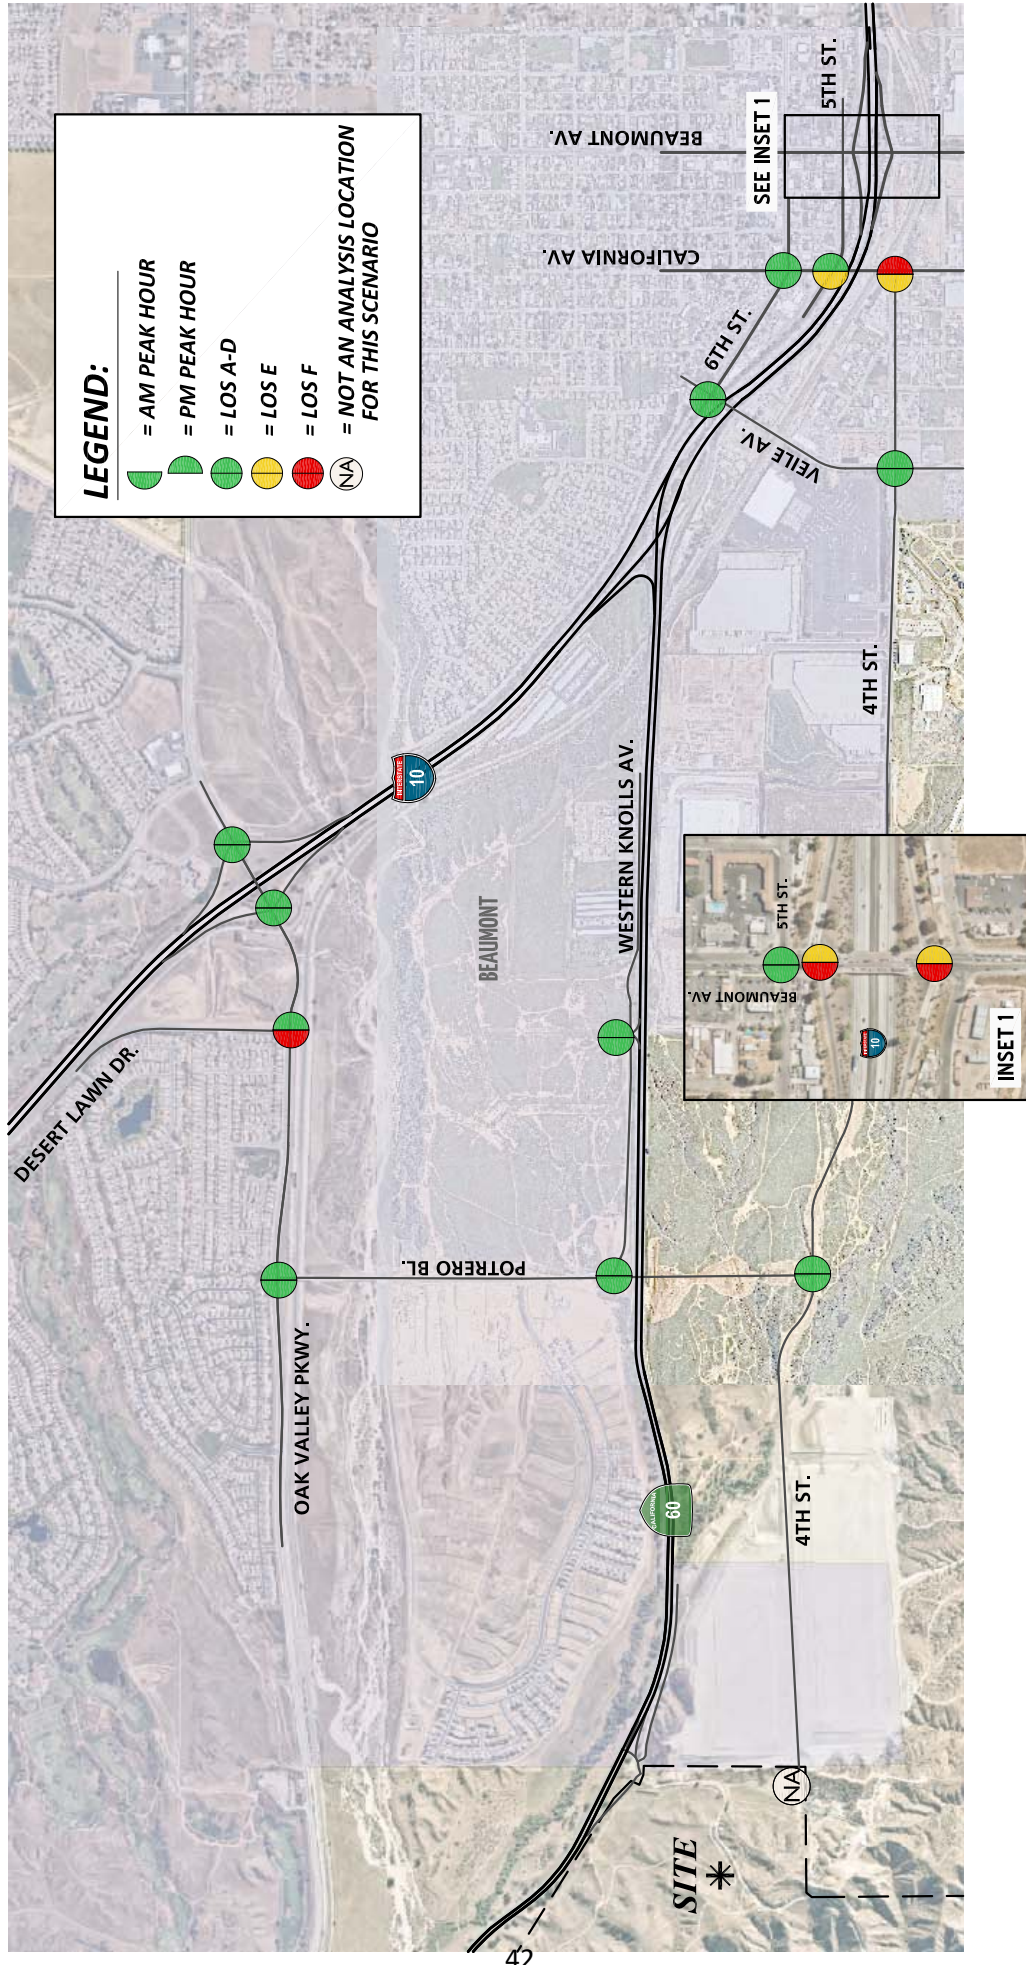 LEGEND:
= AM PEAK HOUR
= PM PEAK HOUR
= LOS A-D
= LOS E
= LOS F
NA
= NOT AN ANALYSIS LOCATION
FOR THIS SCENARIO
DESERT LAWN DR.
OAK VALLEY PKWY.
POTRERO BL.
INTERSTATE
10
BEAUMONT
WESTERN KNOLLS AV.
CALIFORNIA
60
4TH ST.
4TH ST.
VEILE AV.
6TH ST.
CALIFORNIA AV.
BEAUMONT AV.
5TH ST.
SEE INSET 1
SITE
NA
BEAUMONT AV.
5TH ST.
INTERSTATE
10
INSET 1
42